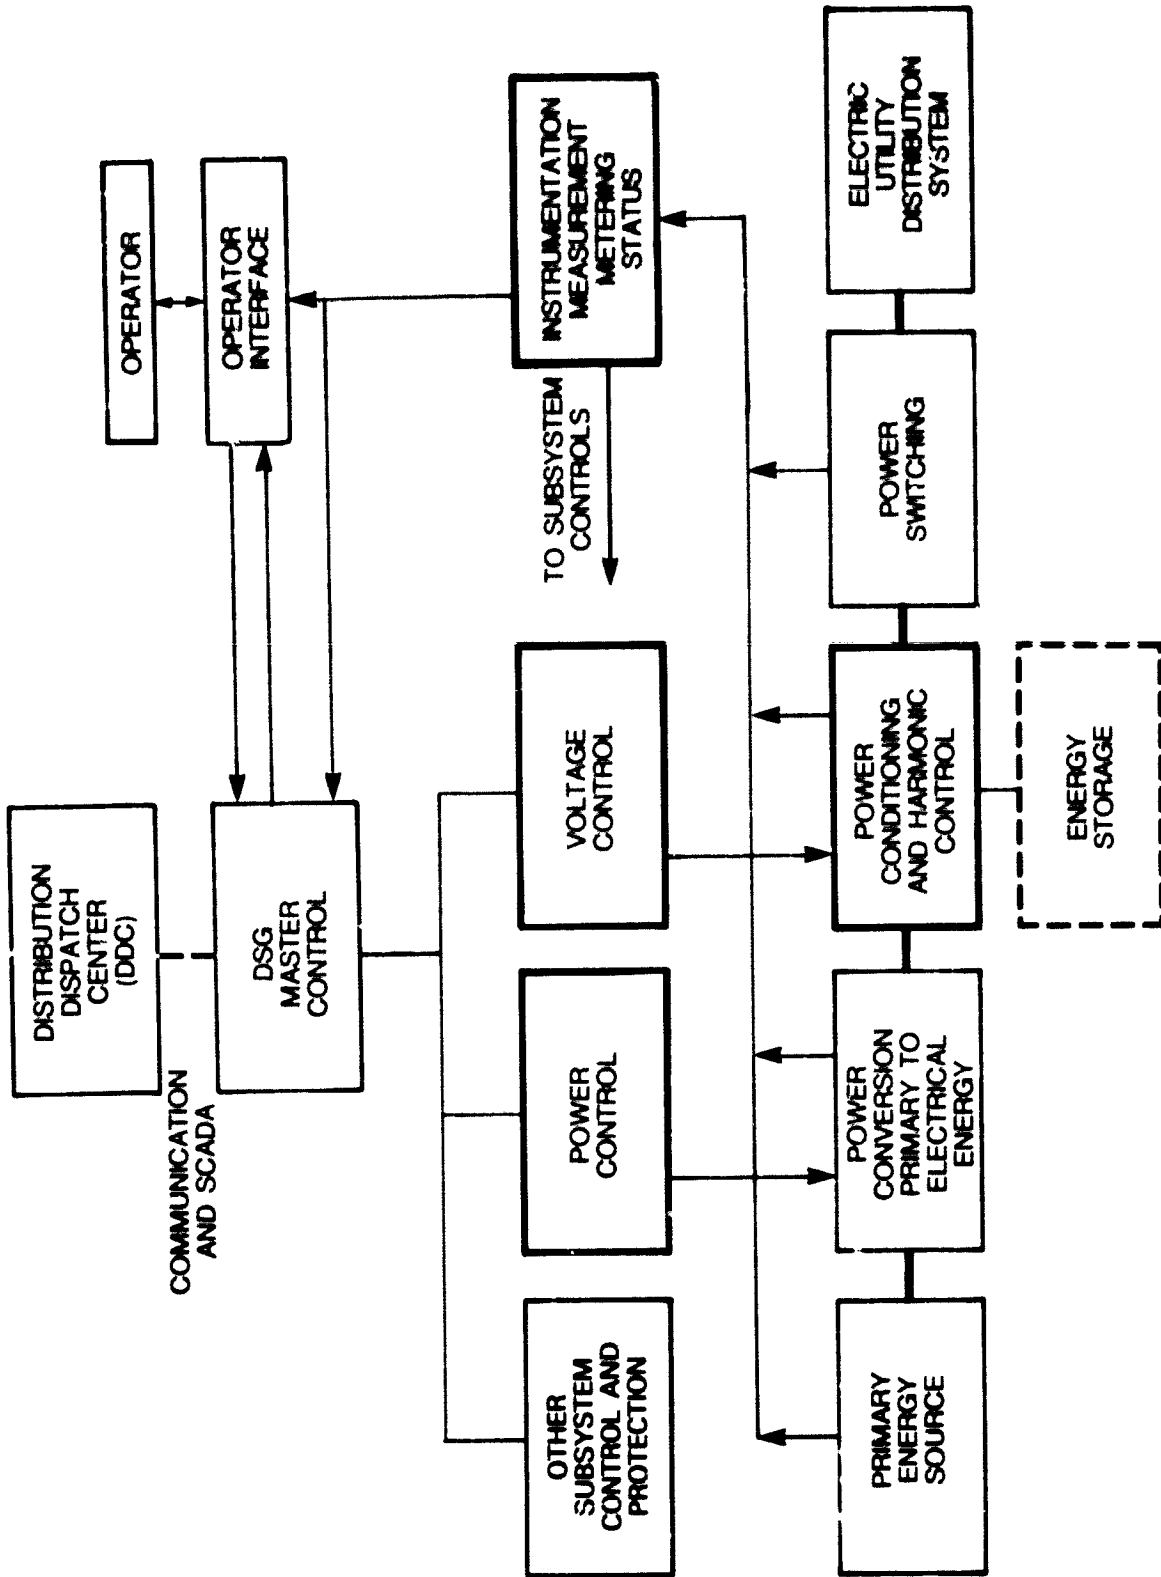 DISTRIBUTION
DISPATCH
CENTER
(DDC)
COMMUNICATION
AND SCADA
DSG
MASTER
CONTROL
OPERATOR
OPERATOR
INTERFACE
OTHER
SUBSYSTEM
CONTROL AND
PROTECTION
POWER
CONTROL
VOLTAGE
CONTROL
TO SUBSYSTEM
CONTROLS
INSTRUMENTATION
MEASUREMENT
METERING
STATUS
PRIMARY
ENERGY
SOURCE
POWER
CONVERSION
PRIMARY TO
ELECTRICAL
ENERGY
POWER
CONDITIONING
AND HARMONIC
CONTROL
POWER
SWITCHING
ELECTRIC
UTILITY
DISTRIBUTION
SYSTEM
ENERGY
STORAGE